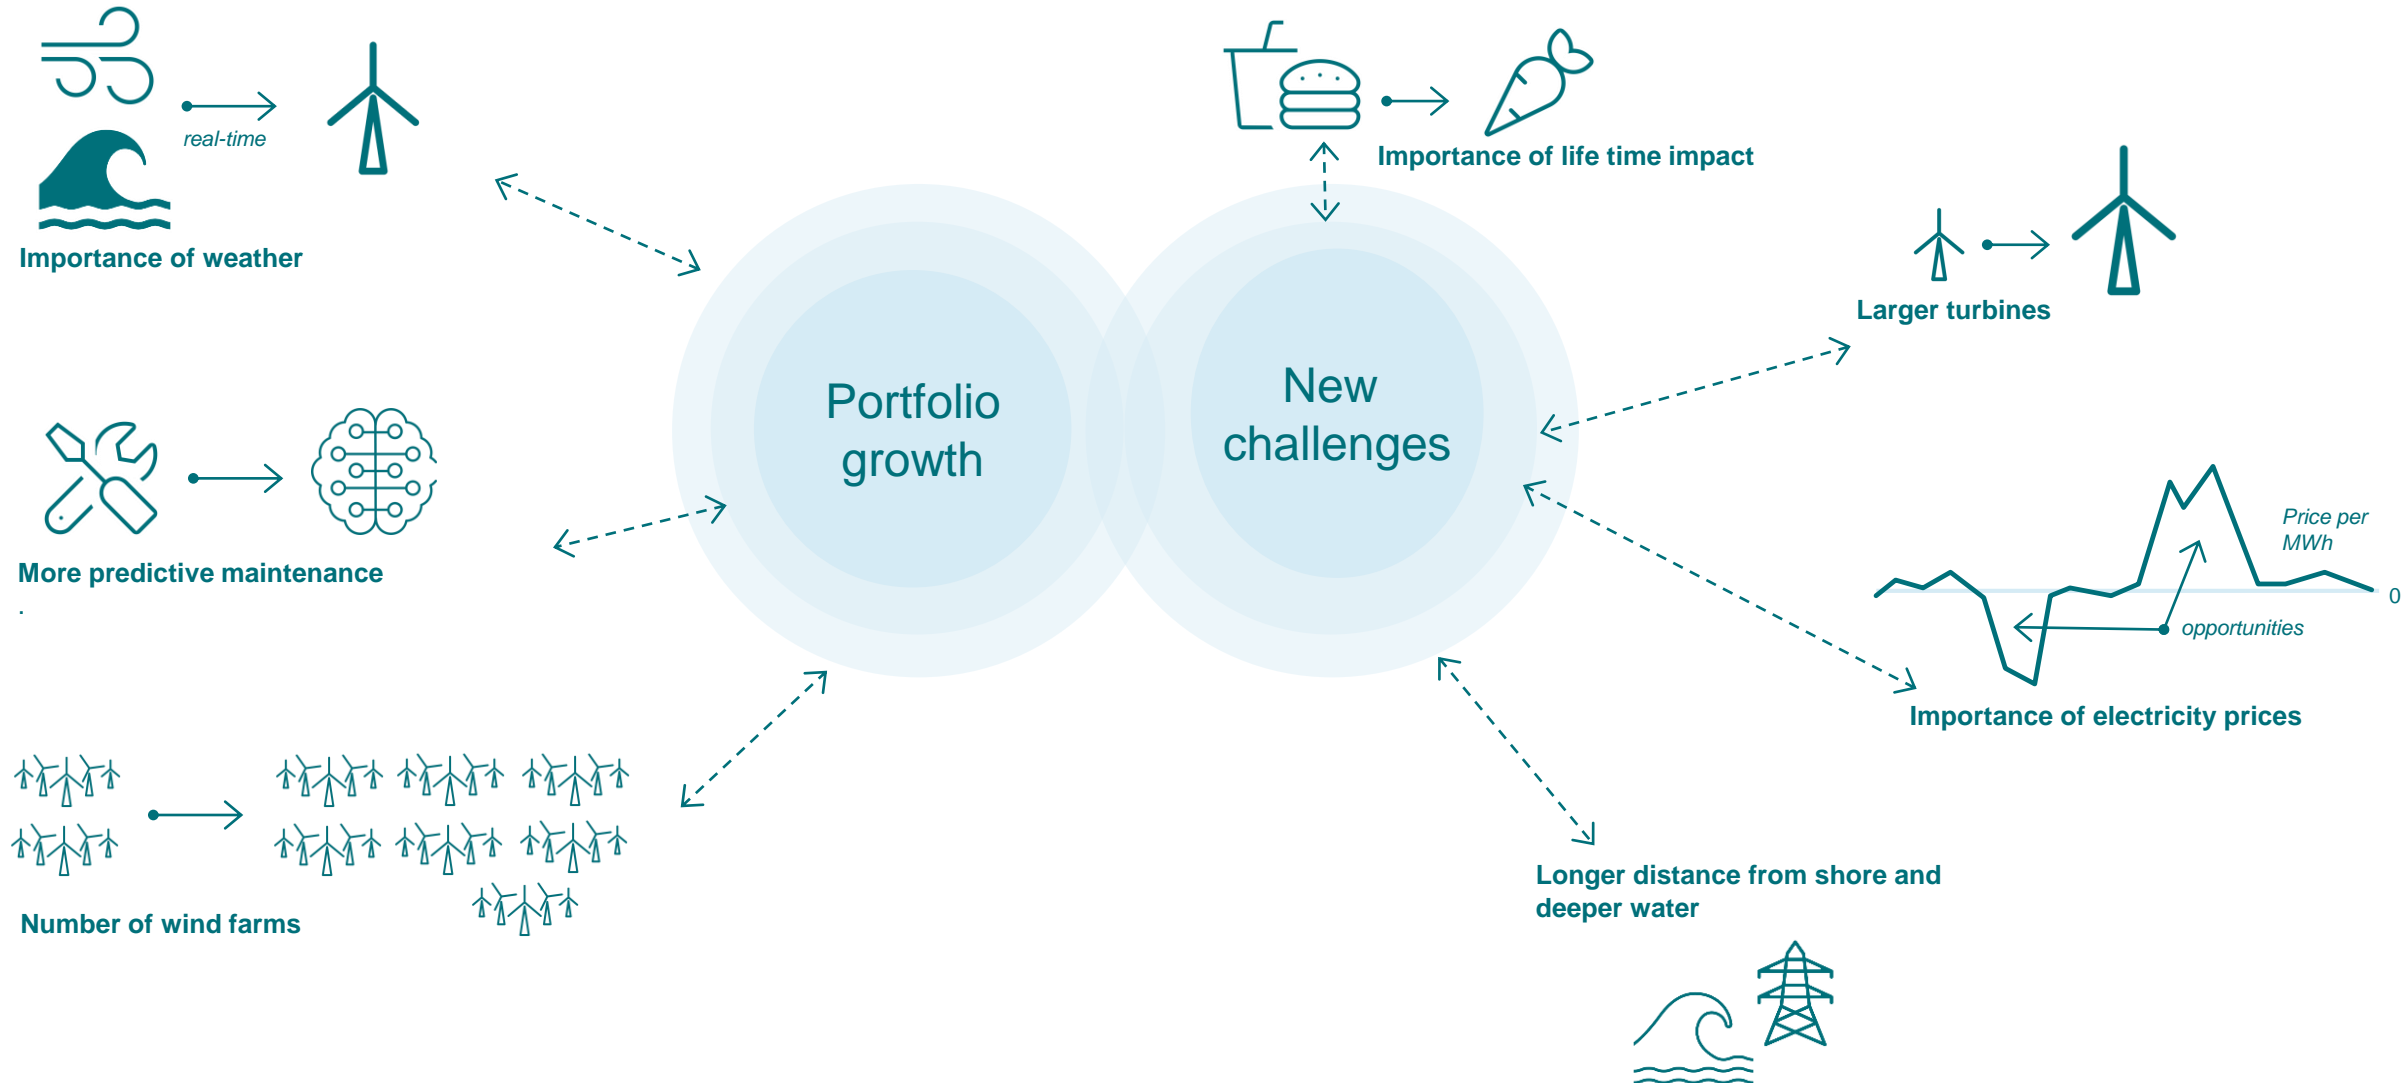 real-time
Importance of weather
Importance of life time impact
Larger turbines
Portfolio
growth
New
challenges
More predictive maintenance
.
Price per
MWh
0
opportunities
Importance of electricity prices
Number of wind farms
Longer distance from shore and
deeper water